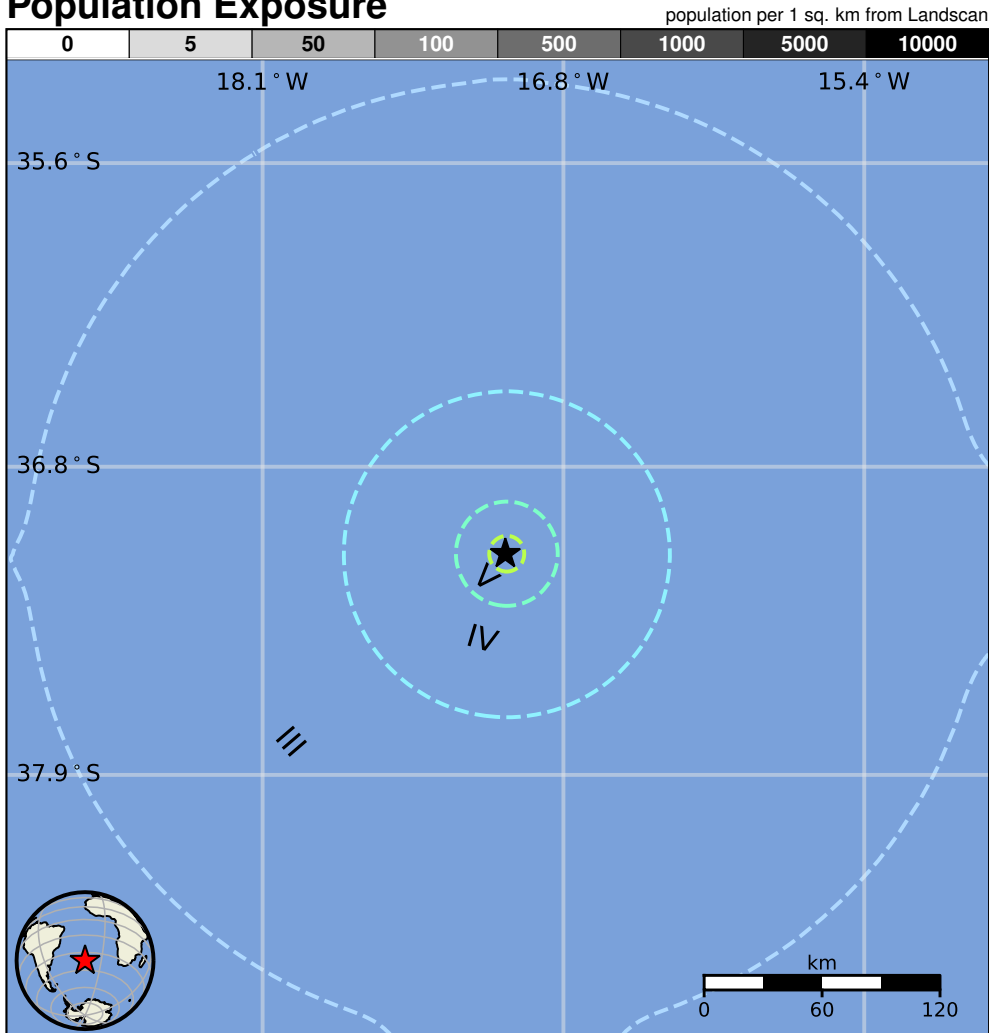 Population Exposure
population per 1 sq. km from Landscan
0 5 50 100 500 1000 5000 10000
18.1°W 16.8°W 15.4°W
35.6°S
36.8°S
V
IV
III
37.9°S
km
0 60 120